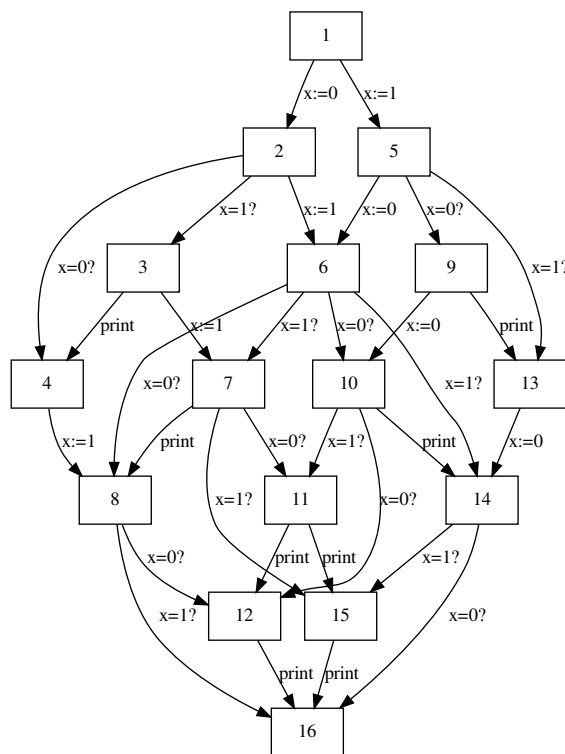 1
x:=0 x:=1
2 5
x=1? x:=1 x:=0 x=0?
x=0? 3 6 9 x=1?
print x:=1 x=1? x=0? x:=0 print
4 7 10 13
x=0? x=1?
x:=1 print x=0? x=1? print x:=0
8 11 14
x=1? x=0?
x=0? print print x=1?
12 15
x=1? x=0?
print print
16